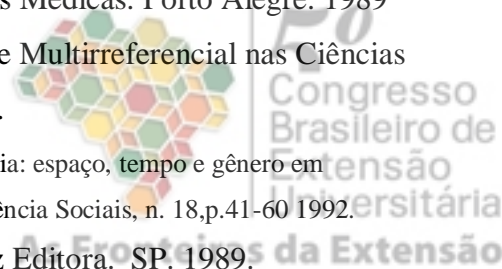 s Médicas. Porto Alegre. 1989
e Multirreferencial nas Ciências
.
ia: espaço, tempo e gênero em
ência Sociais, n. 18,p.41-60 1992.
z Editora. SP. 1989.
5º
Congresso
Brasileiro de
Extensão
Universitária
As Fronteiras da Extensão